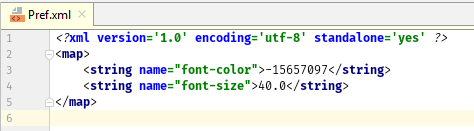 Pref.xml
1 <?xml version='1.0' encoding='utf-8' standalone='yes' ?>
2 <map>
3 <string name="font-color">-15657097</string>
4 <string name="font-size">40.0</string>
5 </map>
6